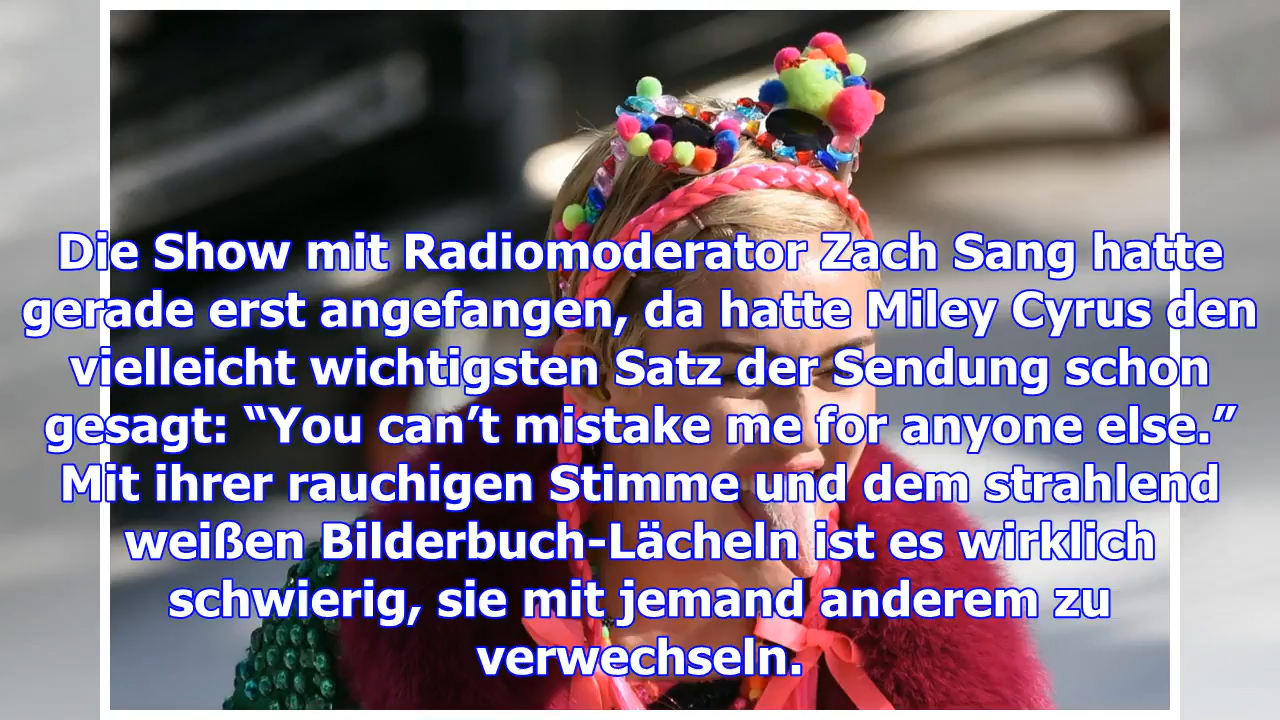 Die Show mit Radiomoderator Zach Sang hatte
gerade erst angefangen, da hatte Miley Cyrus den
vielleicht wichtigsten Satz der Sendung schon
gesagt: “You can’t mistake me for anyone else.”
Mit ihrer rauchigen Stimme und dem strahlend
weißen Bilderbuch-Lächeln ist es wirklich
schwierig, sie mit jemand anderem zu
verwechseln.